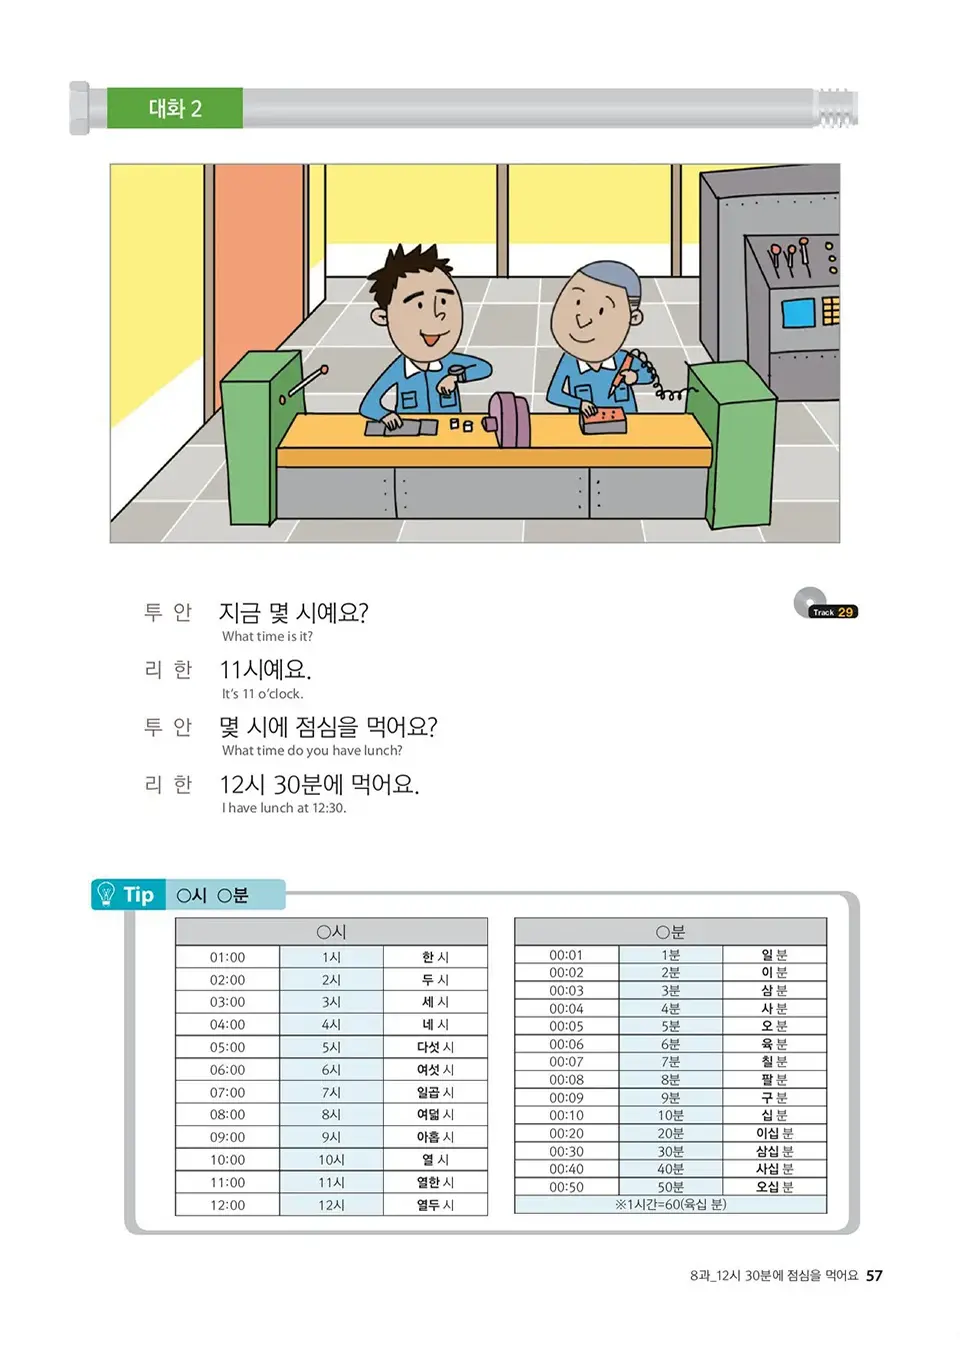 대화 2
투 안 지금 몇 시예요?
What time is it?
Track 29
리 한 11시예요.
It's 11 o'clock.
투 안 몇 시에 점심을 먹어요?
What time do you have lunch?
리 한 12시 30분에 먹어요.
I have lunch at 12:30.
Tip ○시 ○분
○시
01:00 1시 한 시
02:00 2시 두 시
03:00 3시 세 시
04:00 4시 네 시
05:00 5시 다섯 시
06:00 6시 여섯 시
07:00 7시 일곱 시
08:00 8시 여덟 시
09:00 9시 아홉 시
10:00 10시 열 시
11:00 11시 열한 시
12:00 12시 열두 시
○분
00:01 1분 일 분
00:02 2분 이 분
00:03 3분 삼 분
00:04 4분 사 분
00:05 5분 오 분
00:06 6분 육 분
00:07 7분 칠 분
00:08 8분 팔 분
00:09 9분 구 분
00:10 10분 십 분
00:20 20분 이십 분
00:30 30분 삼십 분
00:40 40분 사십 분
00:50 50분 오십 분
※1시간=60(육십 분)
8과_12시 30분에 점심을 먹어요 57